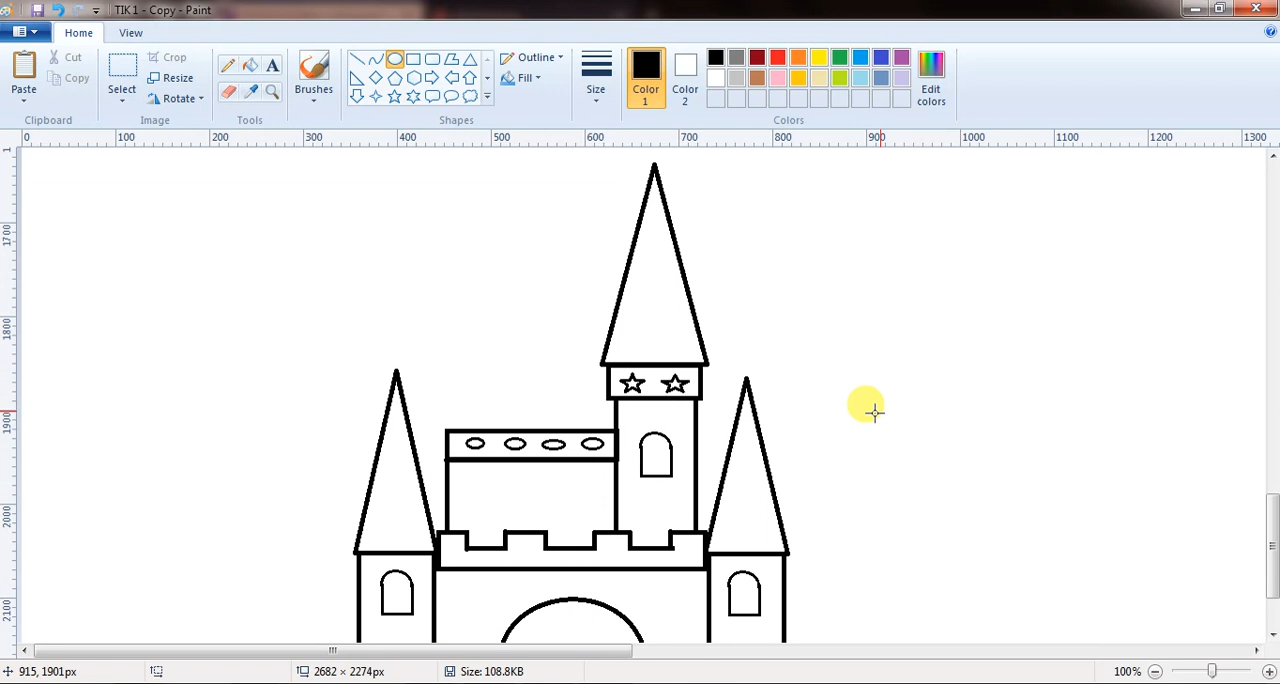 TIK 1 - Copy - Paint
Home View
Paste
Cut
Copy
Clipboard
Select
Crop
Resize
Rotate
Image
A
Tools
Brushes
Outline
Fill
Shapes
Size
Color 1
Color 2
Edit colors
Colors
0 100 200 300 400 500 600 700 800 900 1000 1100 1200 1300
1
1700
1800
1900
2000
2100
915, 1901px
2682 × 2274px
Size: 108.8KB
100%